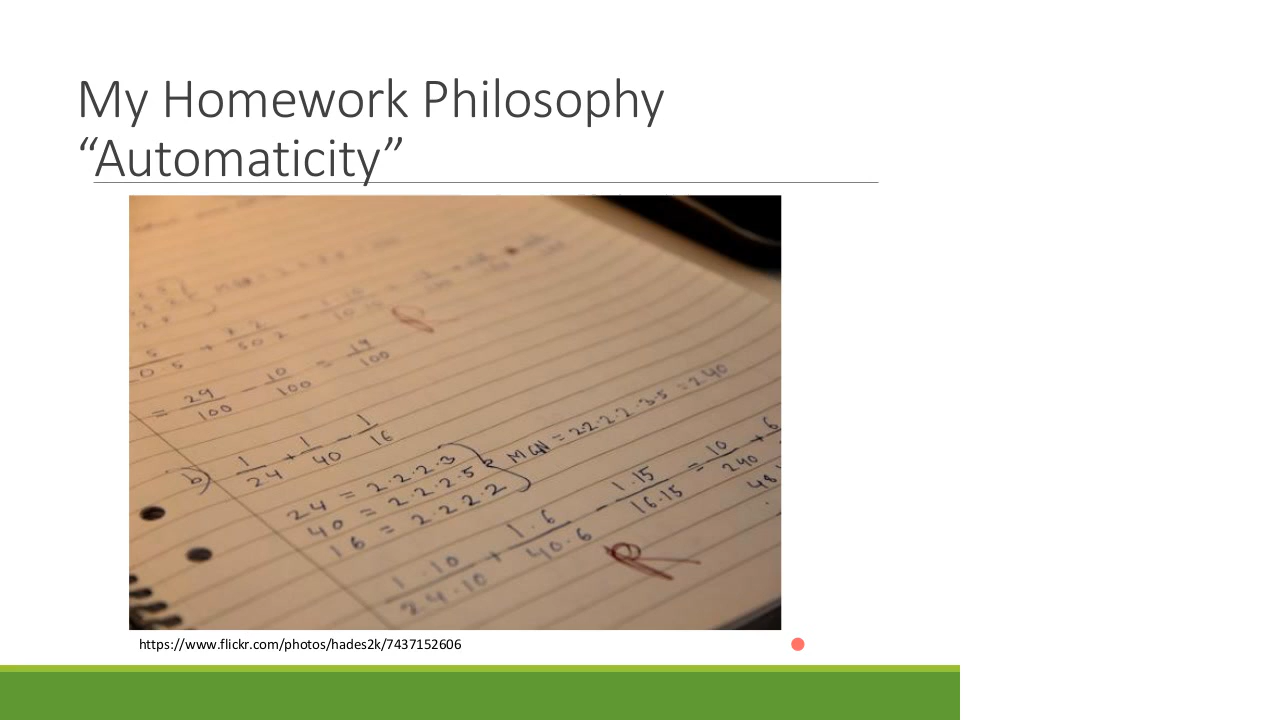 My Homework Philosophy
“Automaticity”
= 29/100 - 10/100 = 19/100
b) 1/24 + 1/40 - 1/16
24 = 2·2·2·3
40 = 2·2·2·5
16 = 2·2·2·2
MGN = 2·2·2·2·3·5 = 240
1·10/24·10 + 1·6/40·6 - 1·15/16·15 = 10/240 + 6
48
R
https://www.flickr.com/photos/hades2k/7437152606